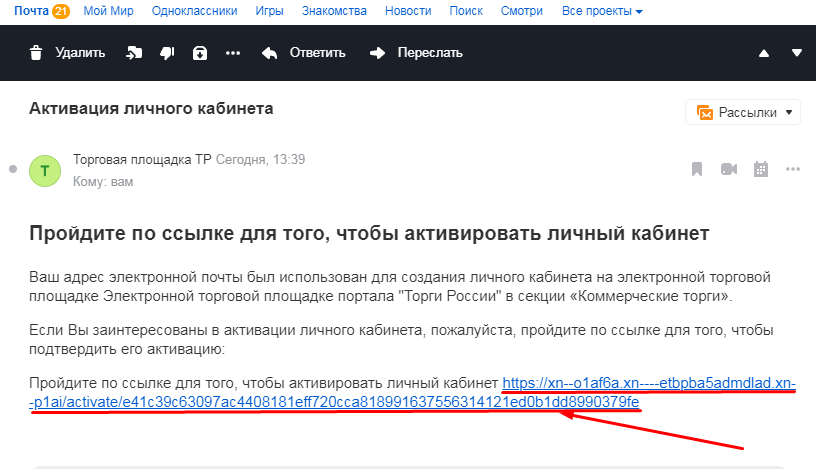 Почта 21 Мой Мир Одноклассники Игры Знакомства Новости Поиск Смотри Все проекты
Удалить Ответить Переслать
Активация личного кабинета
Рассылки
Т
Торговая площадка ТР Сегодня, 13:39
Кому: вам
Пройдите по ссылке для того, чтобы активировать личный кабинет
Ваш адрес электронной почты был использован для создания личного кабинета на электронной торговой
площадке Электронной торговой площадке портала "Торги России" в секции «Коммерческие торги».
Если Вы заинтересованы в активации личного кабинета, пожалуйста, пройдите по ссылке для того, чтобы
подтвердить его активацию:
Пройдите по ссылке для того, чтобы активировать личный кабинет https://xn--o1af6a.xn----etbpba5admdlad.xn-
-p1ai/activate/e41c39c63097ac4408181eff720cca818991637556314121ed0b1dd8990379fe